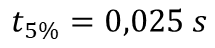 t₅% = 0,025 s